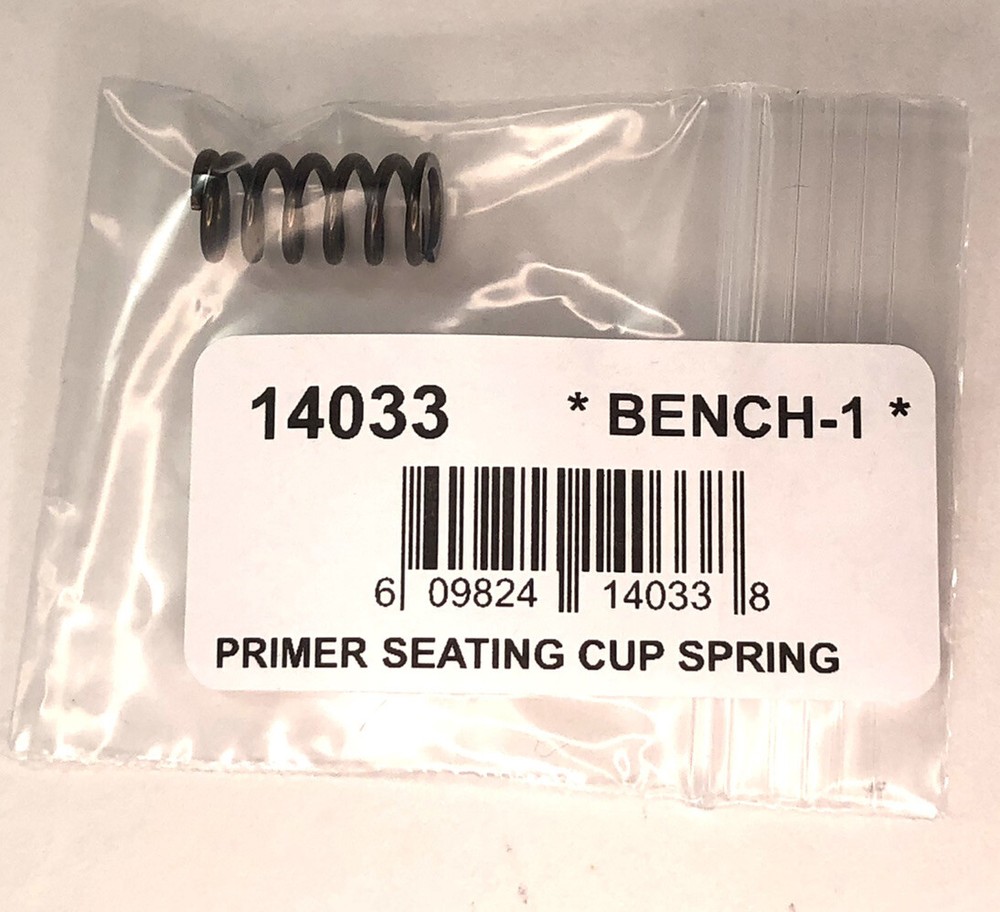 14033 * BENCH-1 *
6 09824 14033 8
PRIMER SEATING CUP SPRING